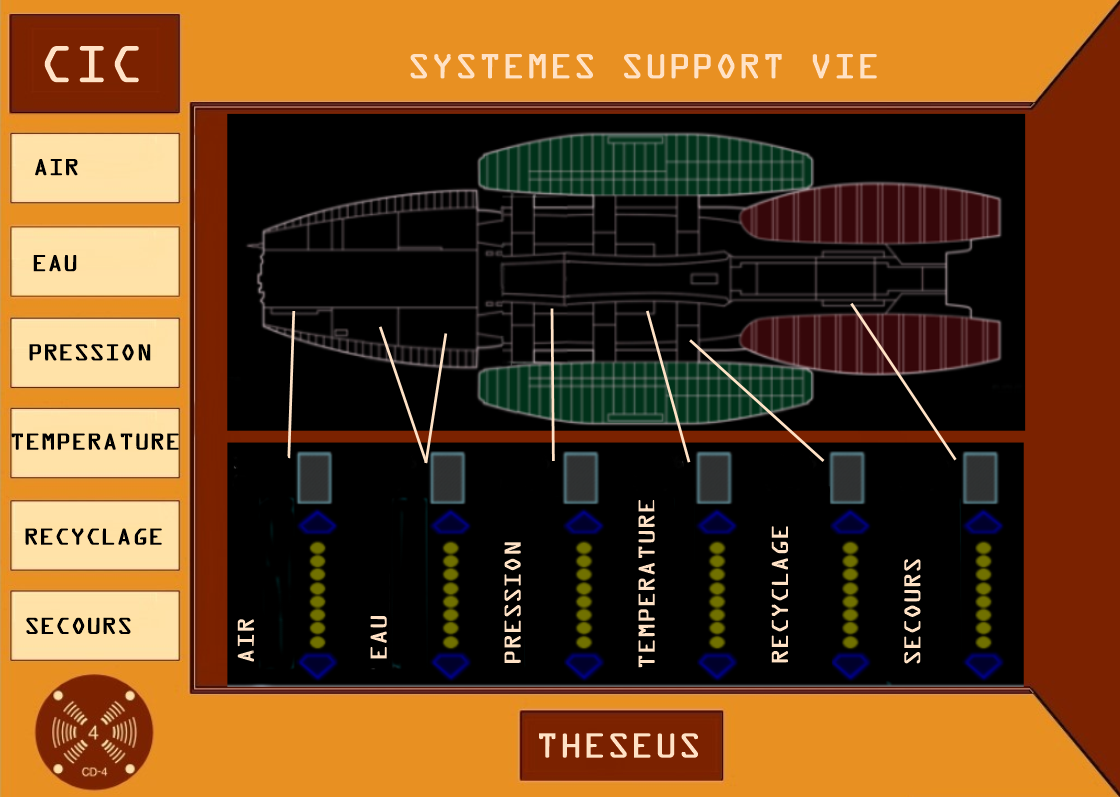 CIC
SYSTEMES SUPPORT VIE
AIR
EAU
PRESSION
TEMPERATURE
RECYCLAGE
SECOURS
AIR
EAU
PRESSION
TEMPERATURE
RECYCLAGE
SECOURS
4
CD-4
THESEUS